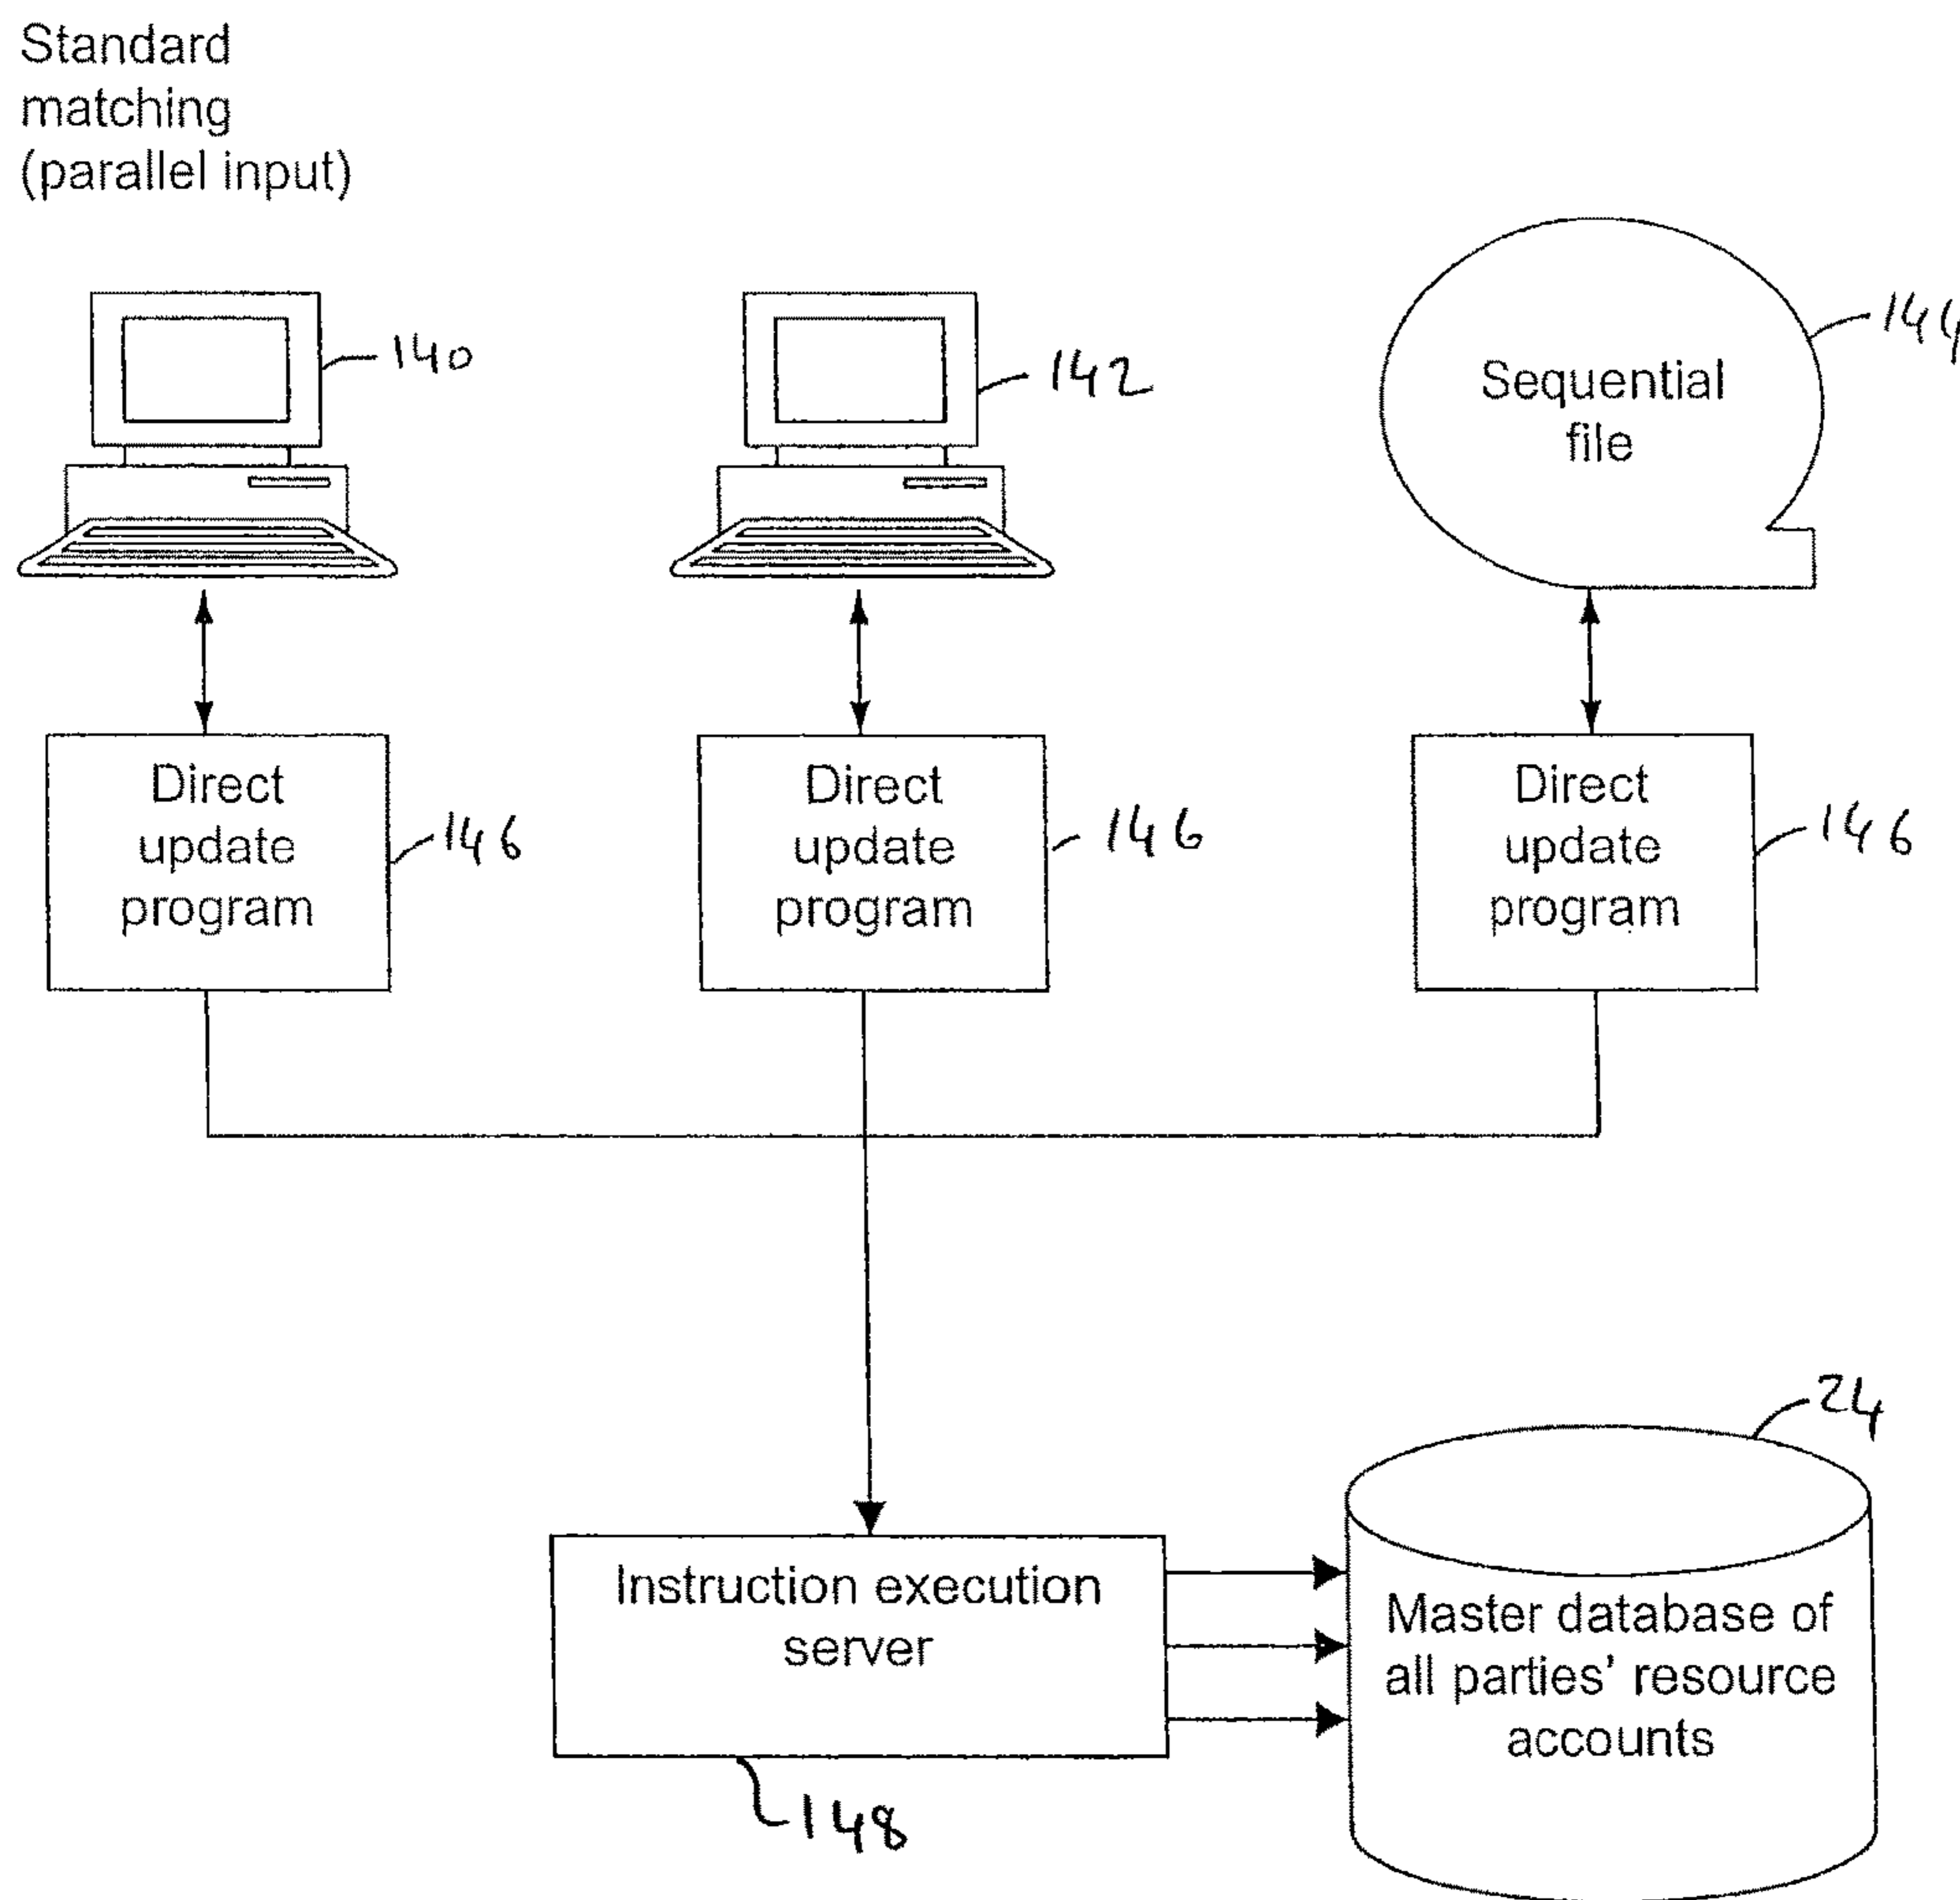 Standard
matching
(parallel input)
140
142
144
Sequential
file
Direct
update
program
146
Direct
update
program
146
Direct
update
program
146
24
Instruction execution
server
148
Master database of
all parties’ resource
accounts